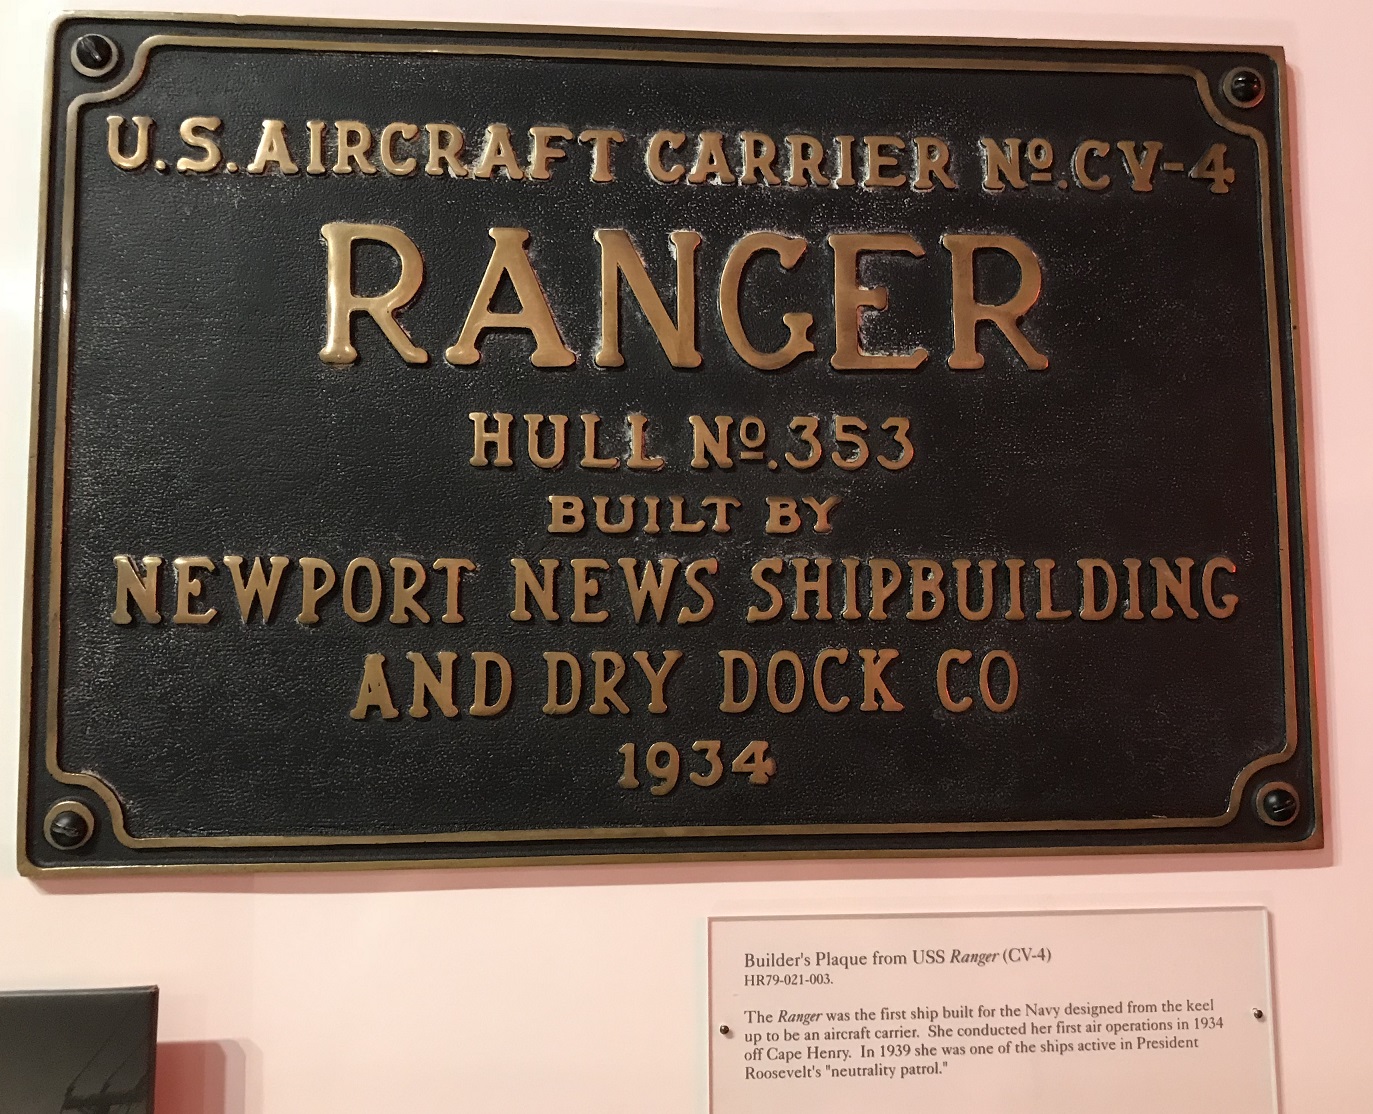 U.S. AIRCRAFT CARRIER Nº. CV-4
RANGER
HULL Nº. 353
BUILT BY
NEWPORT NEWS SHIPBUILDING
AND DRY DOCK CO
1934
Builder's Plaque from USS Ranger (CV-4)
HR79-021-003.
The Ranger was the first ship built for the Navy designed from the keel
up to be an aircraft carrier. She conducted her first air operations in 1934
off Cape Henry. In 1939 she was one of the ships active in President
Roosevelt's "neutrality patrol."